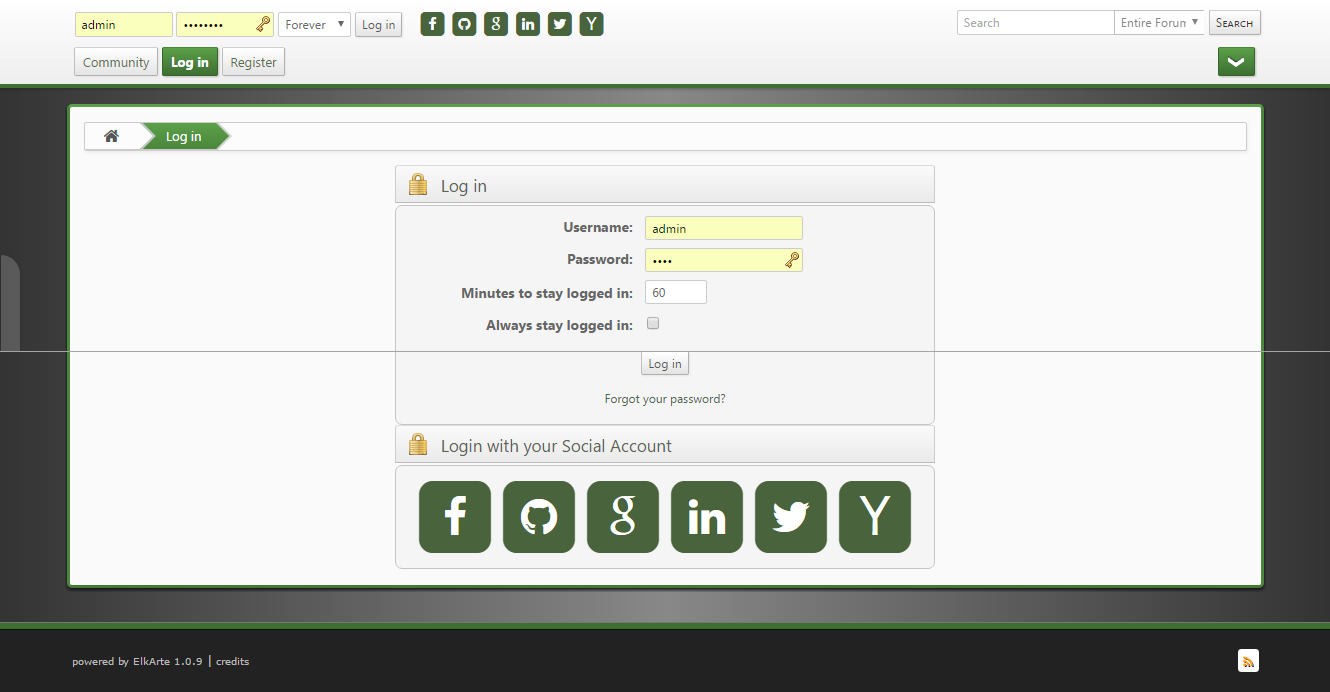 admin •••••••• Forever Log in f g in Y Search Entire Forum SEARCH
Community Log in Register
Log in
Log in
Username: admin
Password: ••••
Minutes to stay logged in: 60
Always stay logged in:
Log in
Forgot your password?
Login with your Social Account
f g in Y
powered by ElkArte 1.0.9 | credits